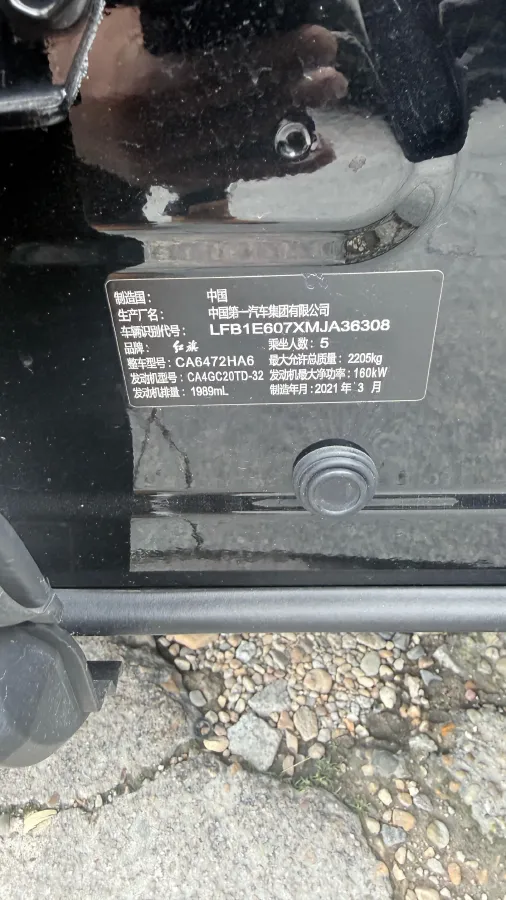 制造国： 中国
生产厂名： 中国第一汽车集团有限公司
车辆识别代号： LFB1E607XMJA36308
品牌： 红旗 乘坐人数：5
整车型号：CA6472HA6 最大允许总质量：2205kg
发动机型号：CA4GC20TD-32 发动机最大净功率：160kW
发动机排量：1989mL 制造年月：2021年 3 月